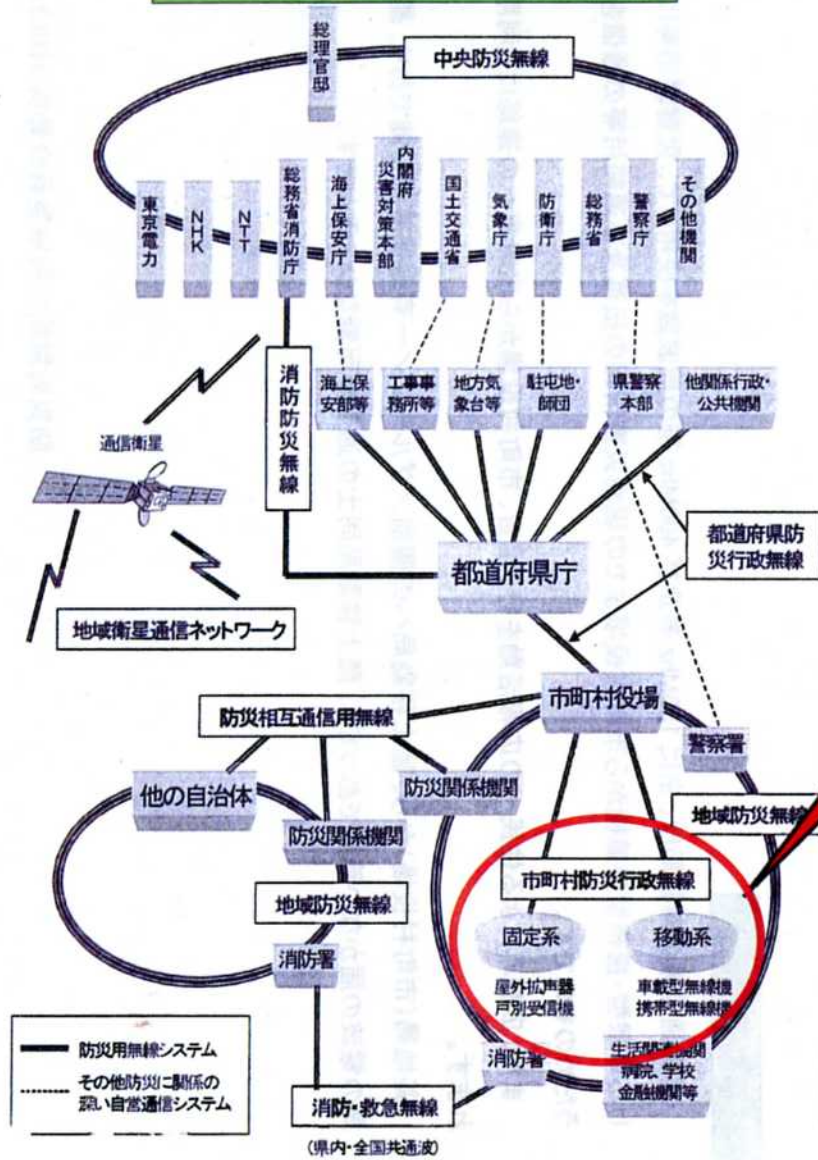 総理官邸
中央防災無線
東京電力
NHK
NTT
総務省消防庁
海上保安庁
内閣府
災害対策本部
国土交通省
気象庁
防衛庁
総務省
警察庁
その他機関
消防防災無線
海上保
安部等
工事事
務所等
地方気
象台等
駐屯地・
師団
県警察
本部
他関係行政・
公共機関
通信衛星
都道府県庁
都道府県防
災行政無線
地域衛星通信ネットワーク
市町村役場
防災相互通信用無線
警察署
他の自治体
防災関係機関
防災関係機関
地域防災無線
市町村防災行政無線
地域防災無線
固定系
移動系
消防署
屋外拡声器
戸別受信機
車載型無線機
携帯型無線機
防災用無線システム
その他防災に関係の
深い自営通信システム
消防署
生活関連機関
病院、学校
金融機関等
消防・救急無線
(県内・全国共通波)